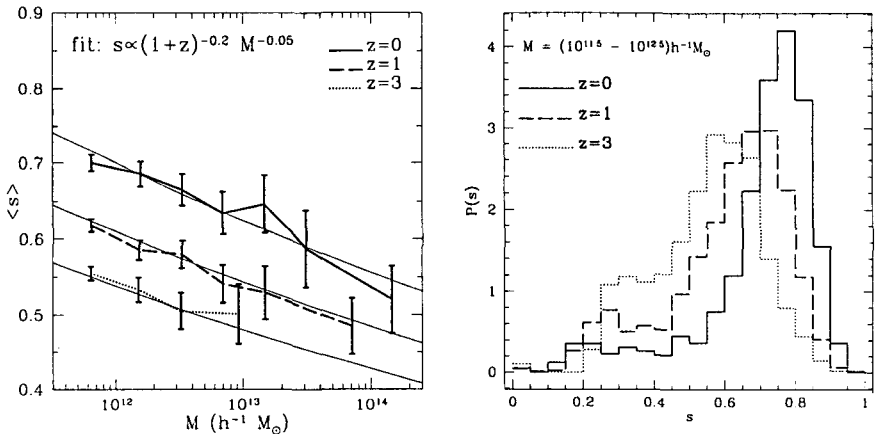 fit: s∝(1+z)^−0.2 M^−0.05
z=0
z=1
z=3
0.9
0.8
0.7
0.6
0.5
0.4
<s>
10^12
10^13
10^14
M (h^−1 M⊙)
M = (10^11.5 − 10^12.5)h^−1M⊙
z=0
z=1
z=3
4
3
2
1
0
P(s)
0
0.2
0.4
0.6
0.8
1
s